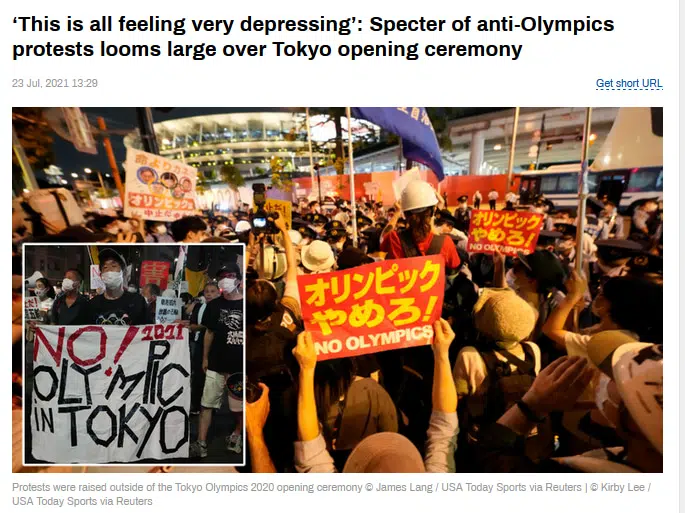 ‘This is all feeling very depressing’: Specter of anti-Olympics
protests looms large over Tokyo opening ceremony
23 Jul, 2021 13:29
Get short URL
オリンピック
オリンピック
やめろ!
NO OLYMPICS
オリンピック
やめろ!
NO OLYMPICS
NO! 2021
OLYMPIC
IN TOKYO
Protests were raised outside of the Tokyo Olympics 2020 opening ceremony © James Lang / USA Today Sports via Reuters | © Kirby Lee /
USA Today Sports via Reuters